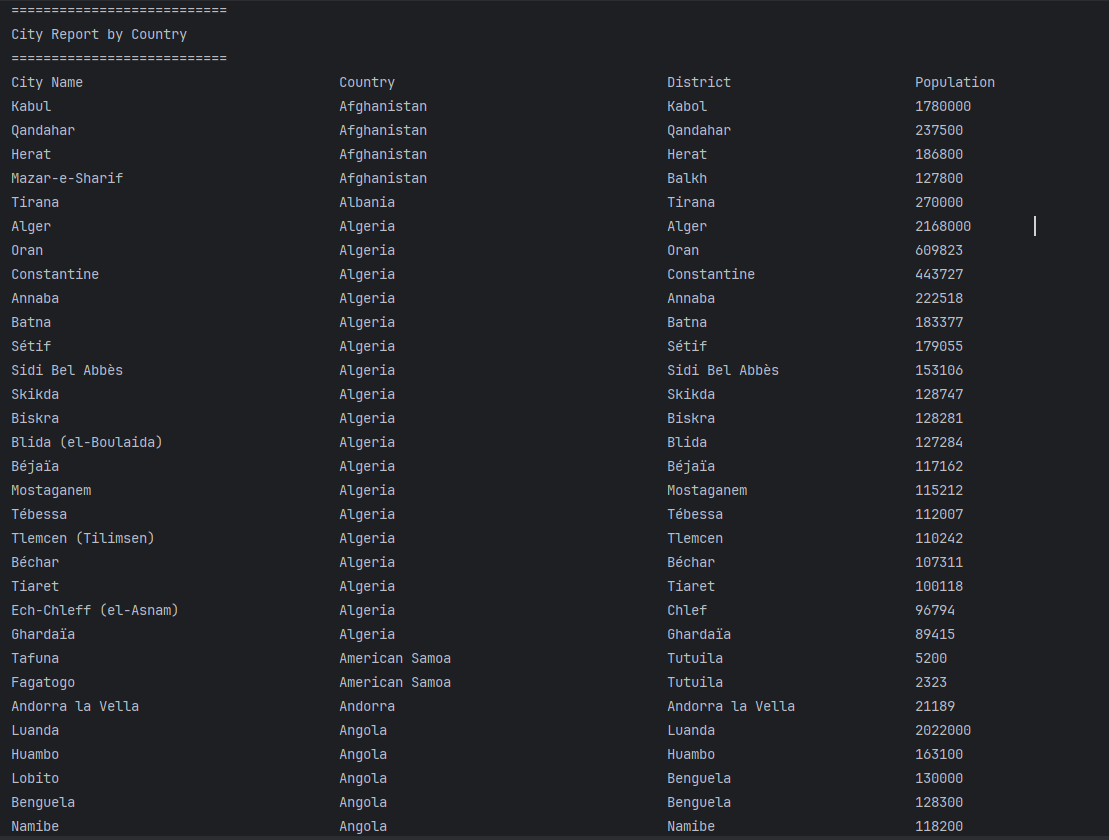 ===========================
City Report by Country
===========================
City Name Country District Population
Kabul Afghanistan Kabol 1780000
Qandahar Afghanistan Qandahar 237500
Herat Afghanistan Herat 186800
Mazar-e-Sharif Afghanistan Balkh 127800
Tirana Albania Tirana 270000
Alger Algeria Alger 2168000
Oran Algeria Oran 609823
Constantine Algeria Constantine 443727
Annaba Algeria Annaba 222518
Batna Algeria Batna 183377
Sétif Algeria Sétif 179055
Sidi Bel Abbès Algeria Sidi Bel Abbès 153106
Skikda Algeria Skikda 128747
Biskra Algeria Biskra 128281
Blida (el-Boulaida) Algeria Blida 127284
Béjaïa Algeria Béjaïa 117162
Mostaganem Algeria Mostaganem 115212
Tébessa Algeria Tébessa 112007
Tlemcen (Tilimsen) Algeria Tlemcen 110242
Béchar Algeria Béchar 107311
Tiaret Algeria Tiaret 100118
Ech-Chleff (el-Asnam) Algeria Chlef 96794
Ghardaïa Algeria Ghardaïa 89415
Tafuna American Samoa Tutuila 5200
Fagatogo American Samoa Tutuila 2323
Andorra la Vella Andorra Andorra la Vella 21189
Luanda Angola Luanda 2022000
Huambo Angola Huambo 163100
Lobito Angola Benguela 130000
Benguela Angola Benguela 128300
Namibe Angola Namibe 118200